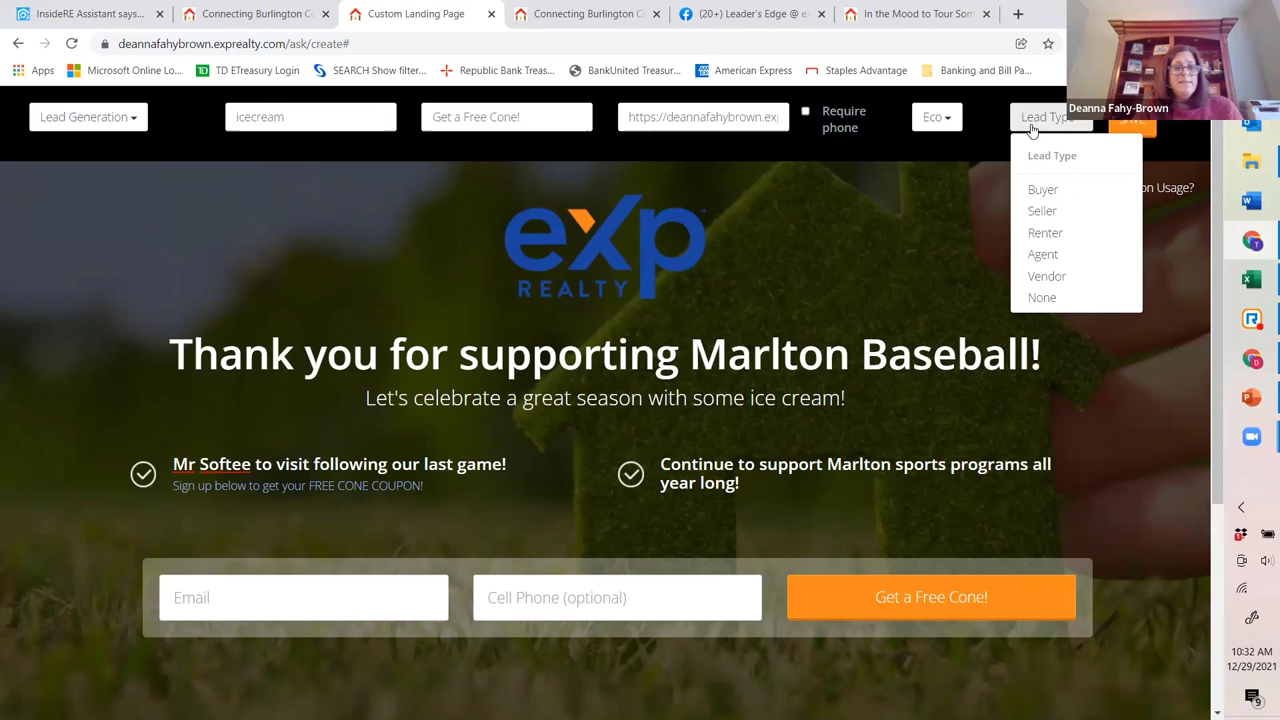 InsideRE Assistant says...
Connecting Burlington C
Custom Landing Page
Connecting Burlington C
(20+) Leader's Edge @ e
In the Mood to Tour Som
deannafahybrown.exprealty.com/ask/create#
Apps
Microsoft Online Lo...
TD ETreasury Login
SEARCH Show filter...
Republic Bank Treas...
BankUnited Treasur...
American Express
Staples Advantage
Banking and Bill Pa...
Deanna Fahy-Brown
Lead Generation
icecream
Get a Free Cone!
https://deannafahybrown.exp
Require
phone
Eco
Lead Type
SAVE
Lead Type
Buyer
Seller
Renter
Agent
Vendor
None
on Usage?
eXp
REALTY
Thank you for supporting Marlton Baseball!
Let's celebrate a great season with some ice cream!
Mr Softee to visit following our last game!
Sign up below to get your FREE CONE COUPON!
Continue to support Marlton sports programs all
year long!
Email
Cell Phone (optional)
Get a Free Cone!
10:32 AM
12/29/2021
9